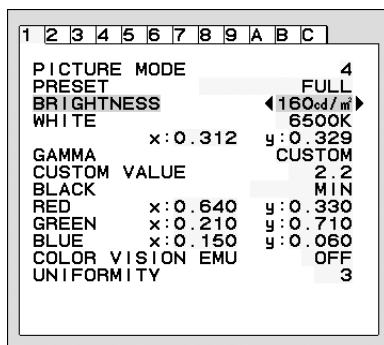 1 2 3 4 5 6 7 8 9 A B C
PICTURE MODE 4
PRESET FULL
BRIGHTNESS ◀160cd/㎡▶
WHITE 6500K
x:0.312 y:0.329
GAMMA CUSTOM
CUSTOM VALUE 2.2
BLACK MIN
RED x:0.640 y:0.330
GREEN x:0.210 y:0.710
BLUE x:0.150 y:0.060
COLOR VISION EMU OFF
UNIFORMITY 3